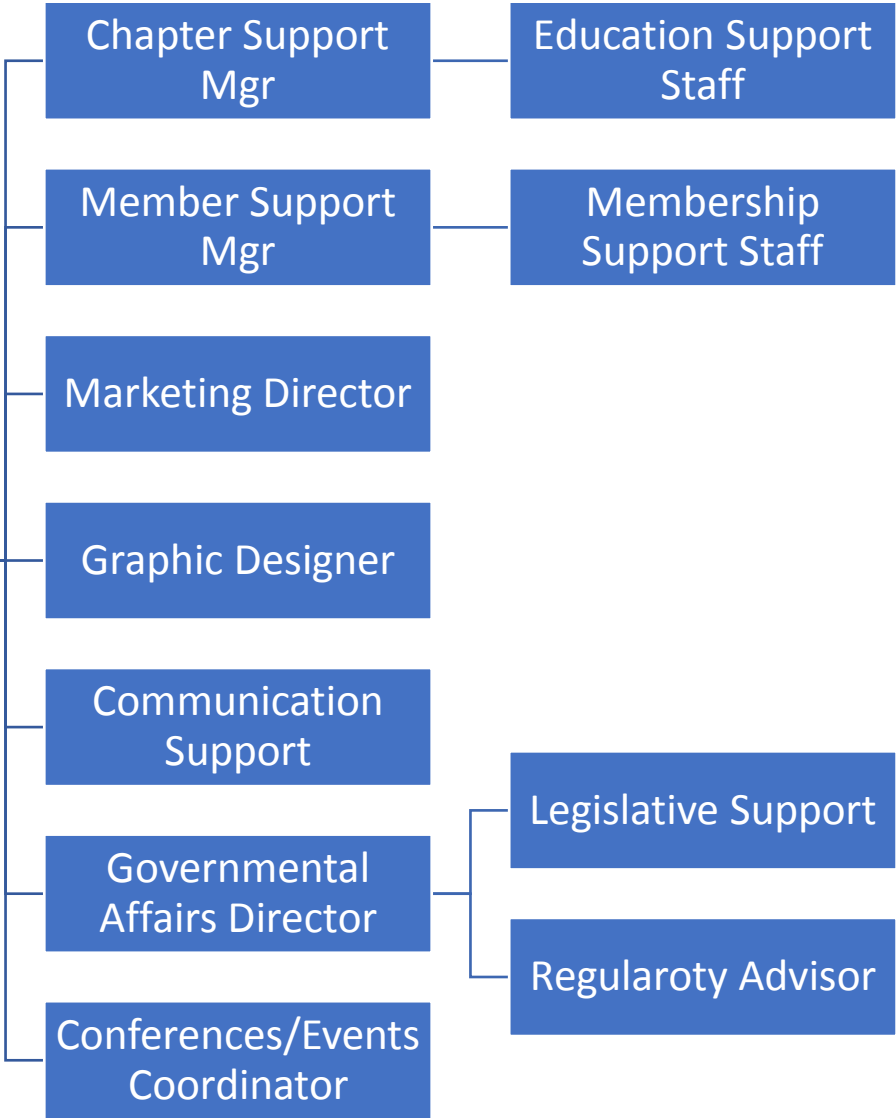 Chapter Support
Mgr
Education Support
Staff
Member Support
Mgr
Membership
Support Staff
Marketing Director
Graphic Designer
Communication
Support
Governmental
Affairs Director
Legislative Support
Regularoty Advisor
Conferences/Events
Coordinator